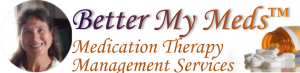 Better My Meds™
Medication Therapy
Management Services